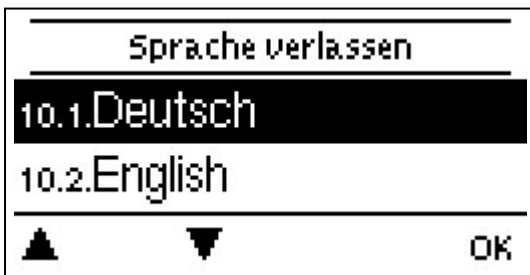 Sprache verlassen
10.1.Deutsch
10.2.English
▲ ▼ OK